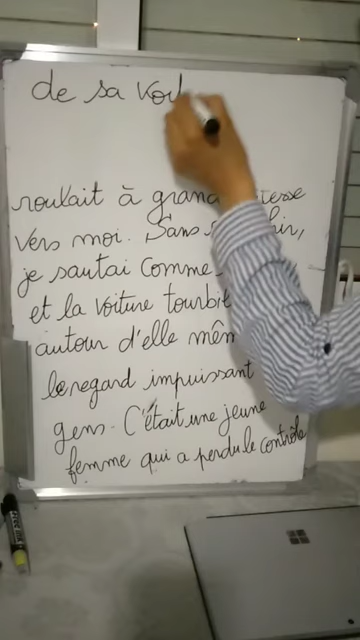 de sa voi
roulait à grand esse
vers moi. Sans
je sautai comme
et la voiture tourbil
autour d'elle mêm
le regard impuissant
gens. C'était une jeune
femme qui a perdu le contrôle